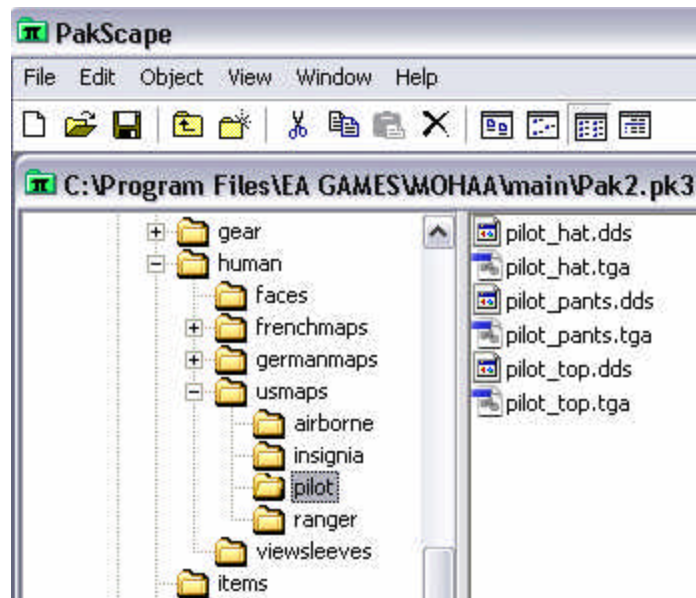 PakScape
File Edit Object View Window Help
C:\Program Files\EA GAMES\MOHAA\main\Pak2.pk3
gear
human
faces
frenchmaps
germanmaps
usmaps
airborne
insignia
pilot
ranger
viewsleeves
items
pilot_hat.dds
pilot_hat.tga
pilot_pants.dds
pilot_pants.tga
pilot_top.dds
pilot_top.tga